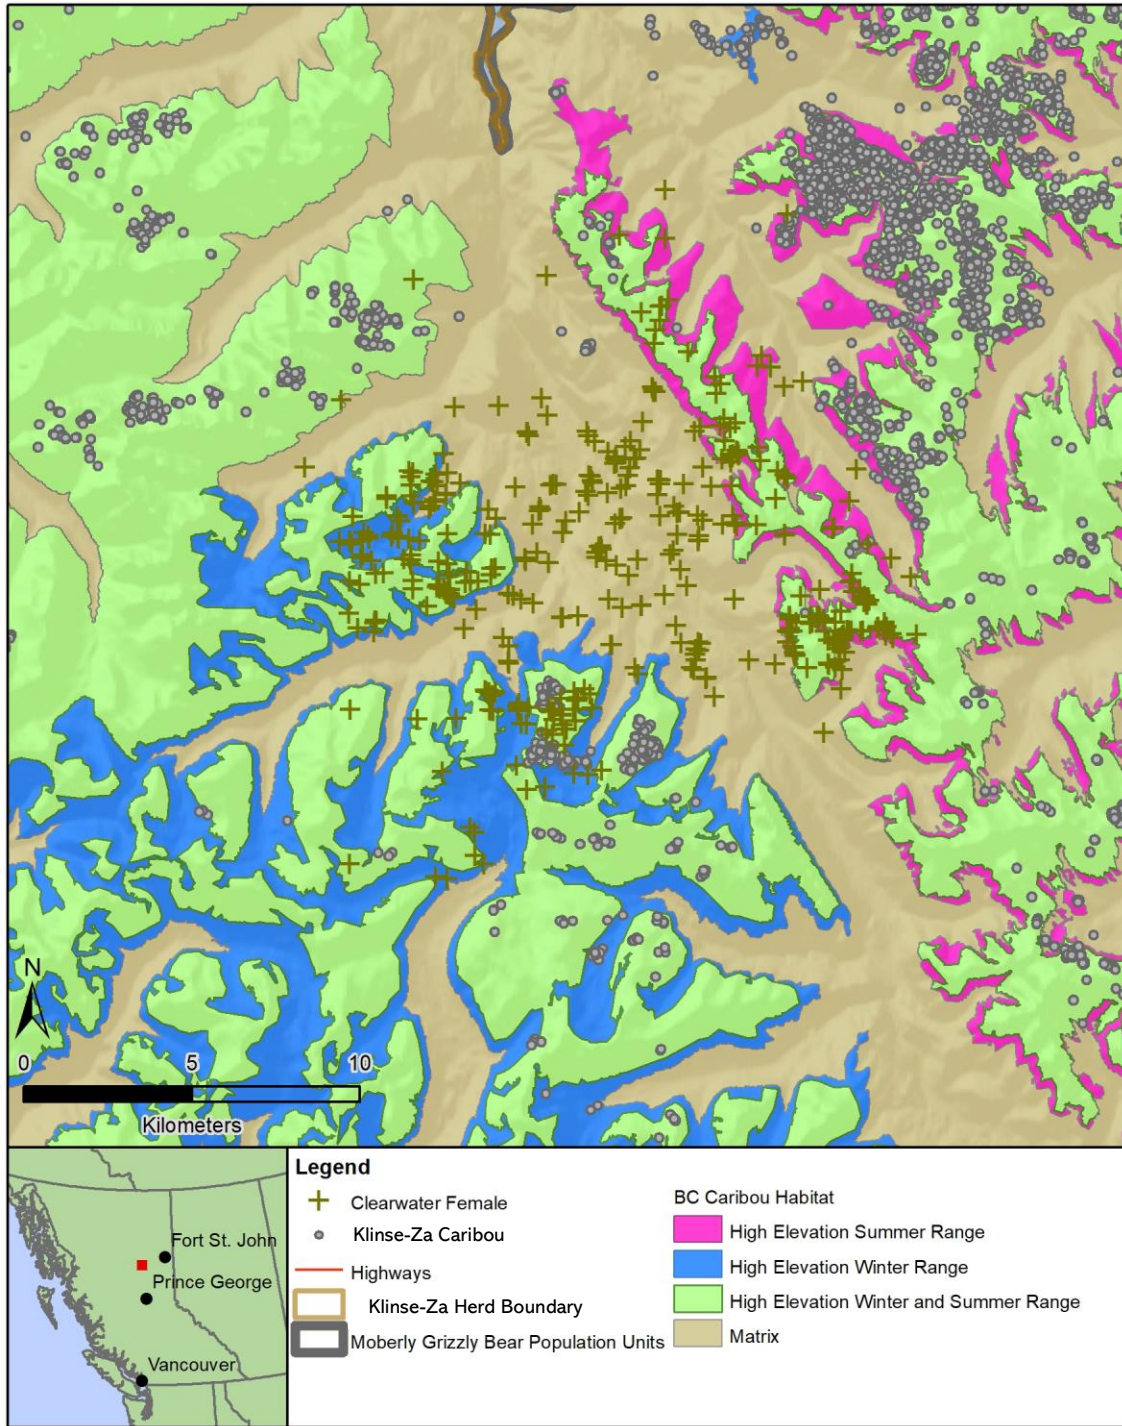 N
0 5 10
Kilometers
Fort St. John
Prince George
Vancouver
Legend
Clearwater Female
Klinse-Za Caribou
Highways
Klinse-Za Herd Boundary
Moberly Grizzly Bear Population Units
BC Caribou Habitat
High Elevation Summer Range
High Elevation Winter Range
High Elevation Winter and Summer Range
Matrix